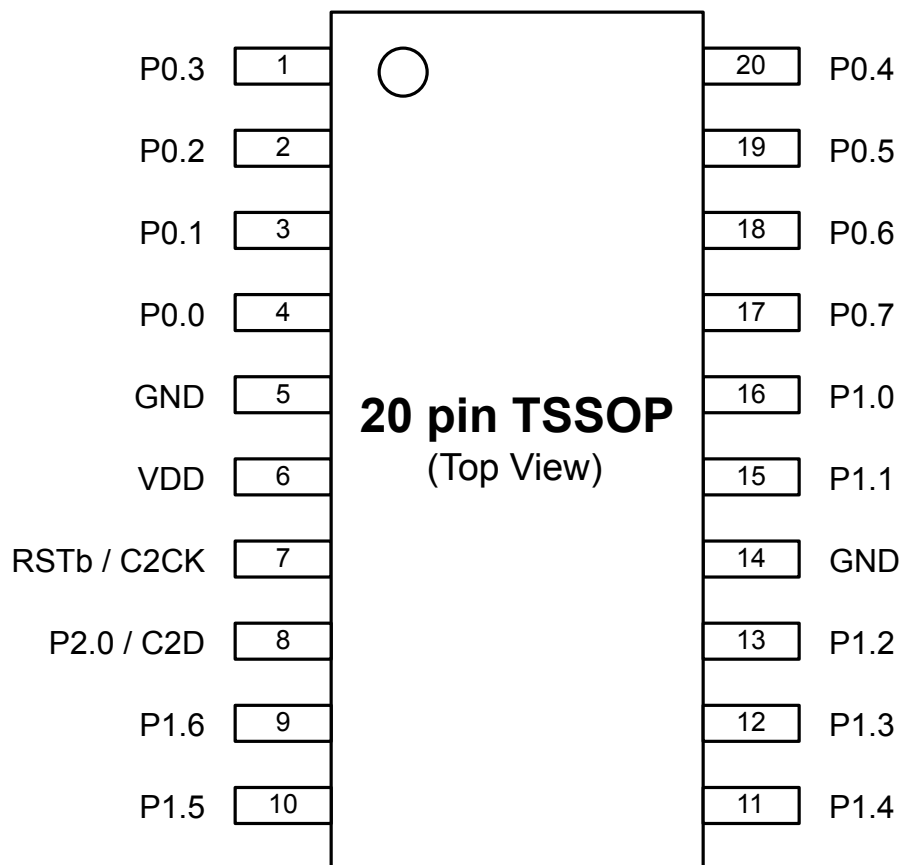 P0.3 1 20 P0.4
P0.2 2 19 P0.5
P0.1 3 18 P0.6
P0.0 4 17 P0.7
GND 5 16 P1.0
20 pin TSSOP
(Top View)
VDD 6 15 P1.1
RSTb / C2CK 7 14 GND
P2.0 / C2D 8 13 P1.2
P1.6 9 12 P1.3
P1.5 10 11 P1.4